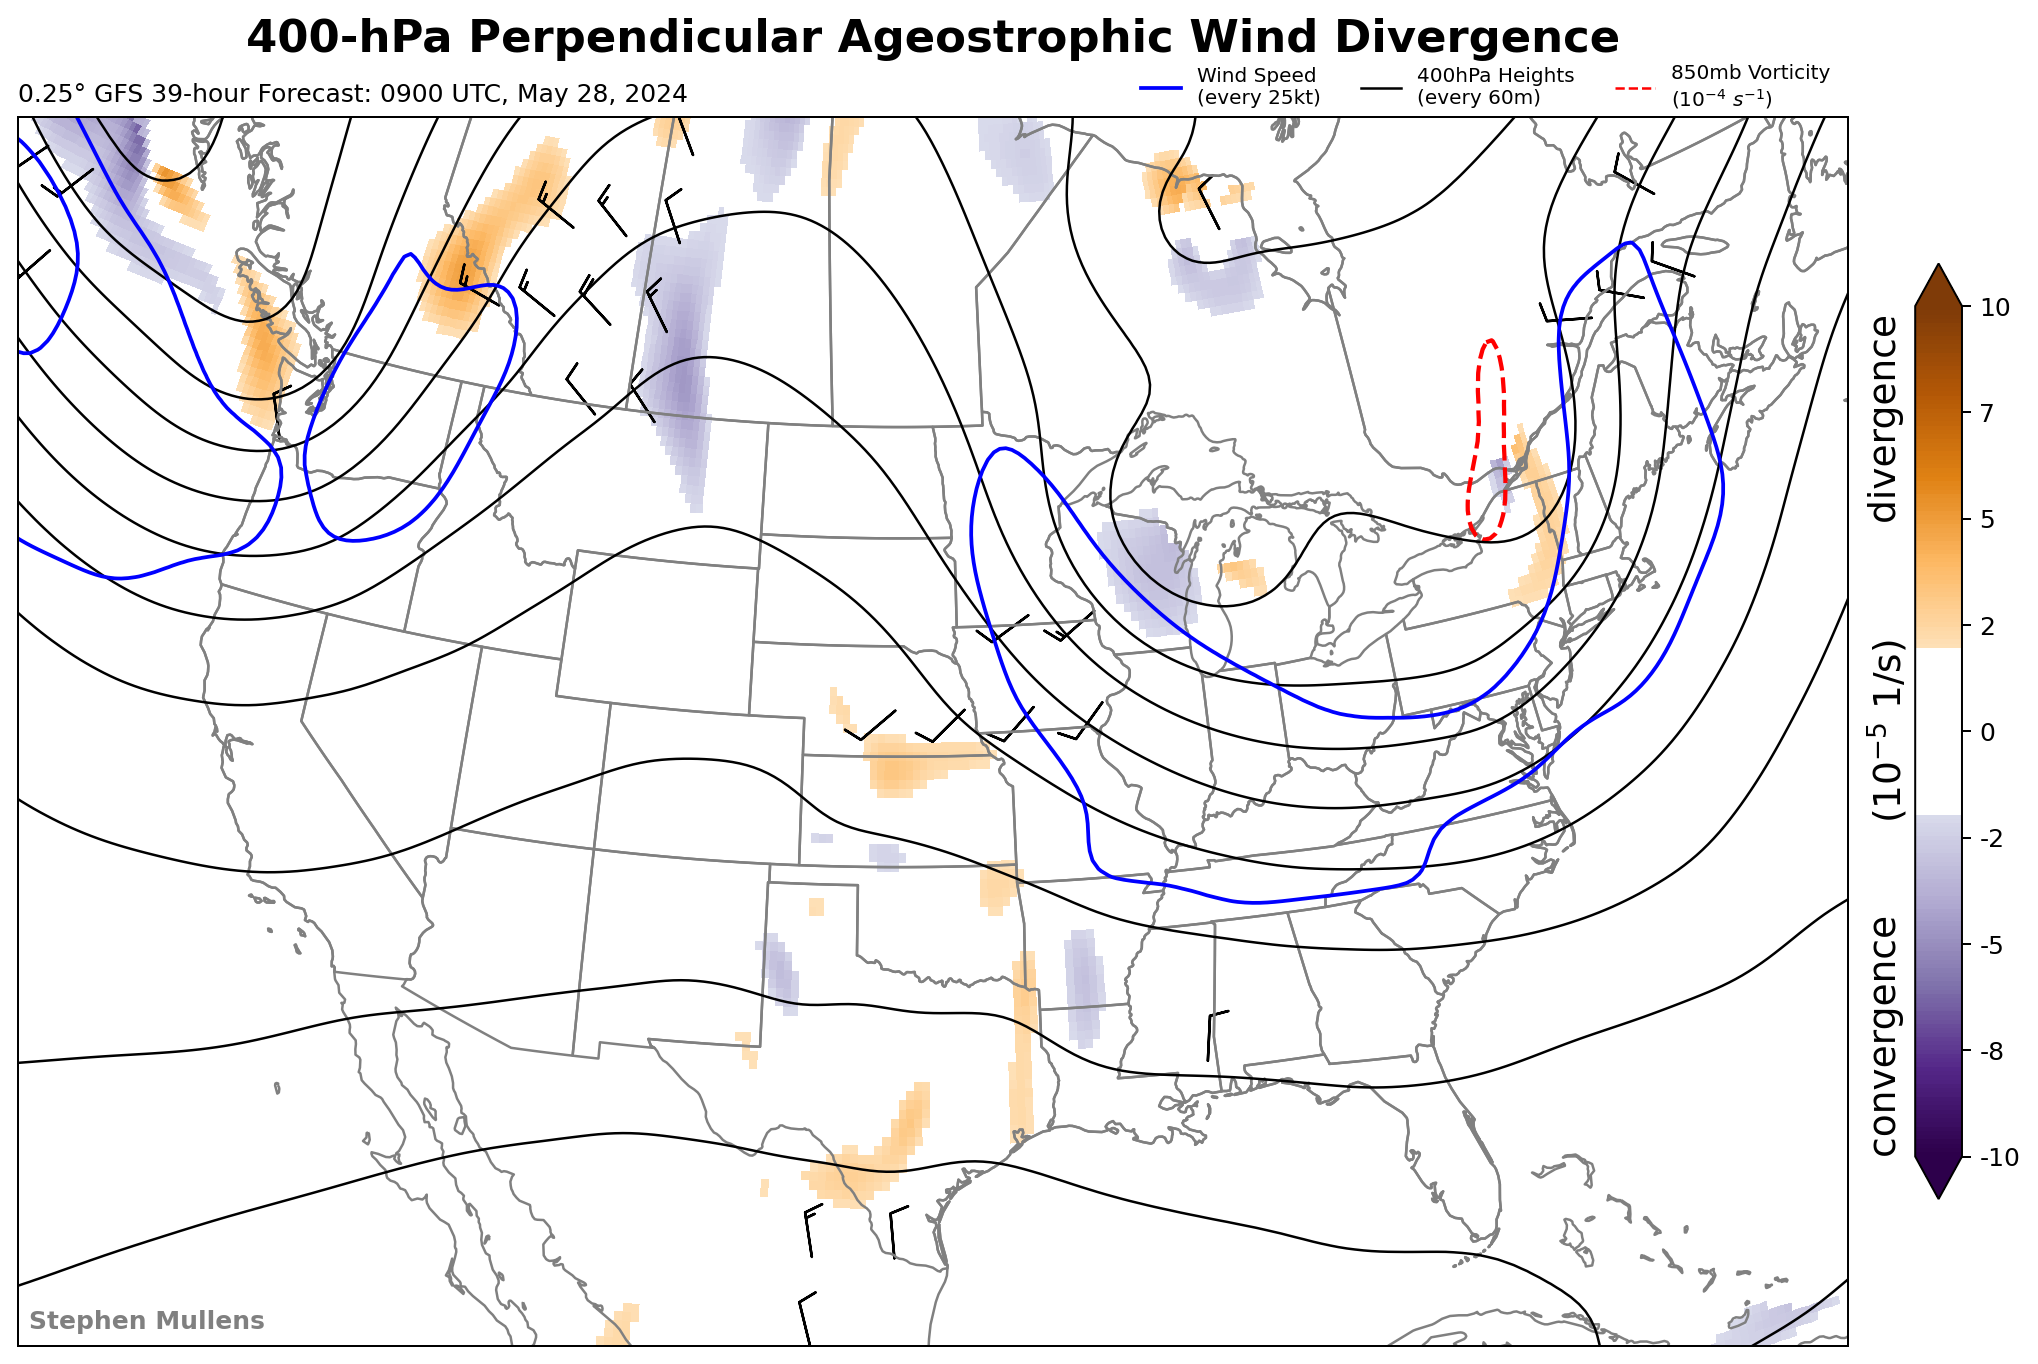 400-hPa Perpendicular Ageostrophic Wind Divergence
0.25° GFS 39-hour Forecast: 0900 UTC, May 28, 2024
Wind Speed
(every 25kt)
400hPa Heights
(every 60m)
850mb Vorticity
(10⁻⁴ s⁻¹)
10
7
5
2
0
-2
-5
-8
-10
convergence (10⁻⁵ 1/s) divergence
Stephen Mullens